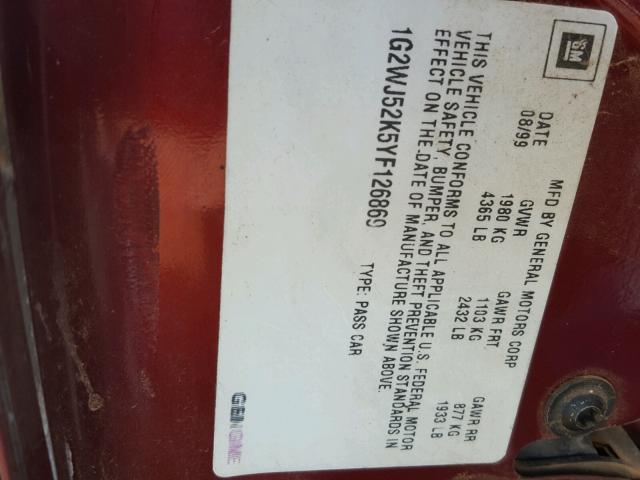 GM
MFD BY GENERAL MOTORS CORP
DATE GVWR GAWR FRT GAWR RR
08/99 1980 KG 1103 KG 877 KG
4365 LB 2432 LB 1933 LB
THIS VEHICLE CONFORMS TO ALL APPLICABLE U.S. FEDERAL MOTOR
VEHICLE SAFETY, BUMPER, AND THEFT PREVENTION STANDARDS IN
EFFECT ON THE DATE OF MANUFACTURE SHOWN ABOVE.
1G2WJ52K5YF126869 TYPE: PASS CAR